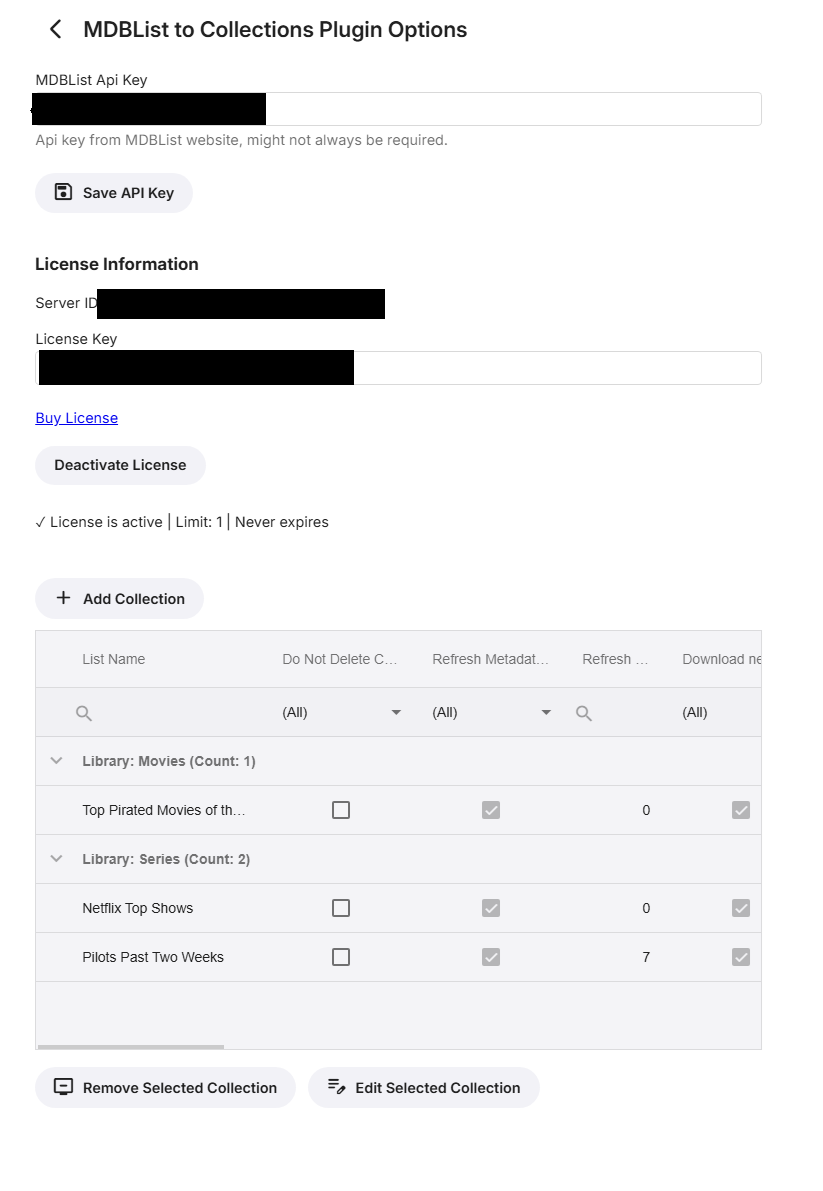 MDBList to Collections Plugin Options
MDBList Api Key
Api key from MDBList website, might not always be required.
Save API Key
License Information
Server ID
License Key
Buy License
Deactivate License
✓ License is active | Limit: 1 | Never expires
Add Collection
List Name Do Not Delete C... Refresh Metadat... Refresh ... Download ne
(All) (All) (All)
Library: Movies (Count: 1)
Top Pirated Movies of th... 0
Library: Series (Count: 2)
Netflix Top Shows 0
Pilots Past Two Weeks 7
Remove Selected Collection Edit Selected Collection